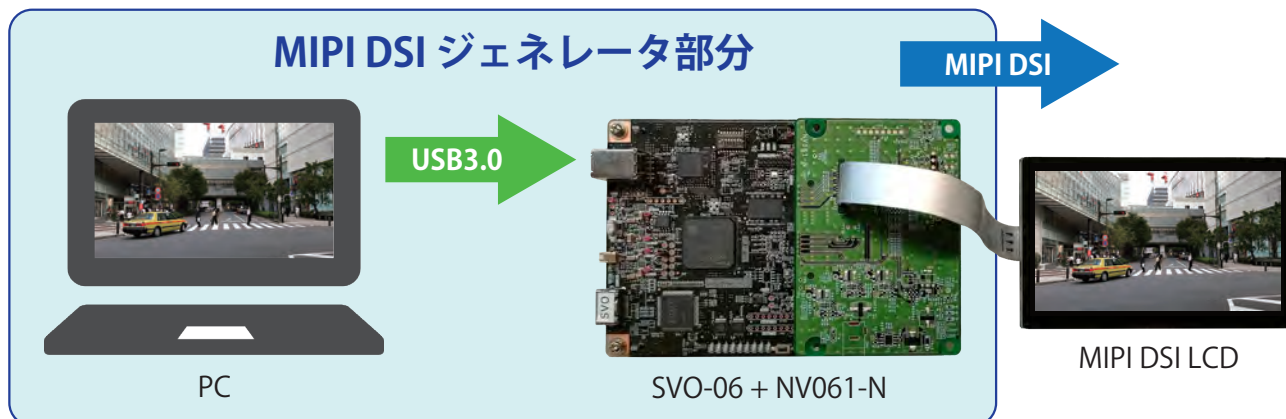 MIPI DSI ジェネレータ部分
MIPI DSI
USB3.0
SVO
PC
SVO-06 + NV061-N
MIPI DSI LCD